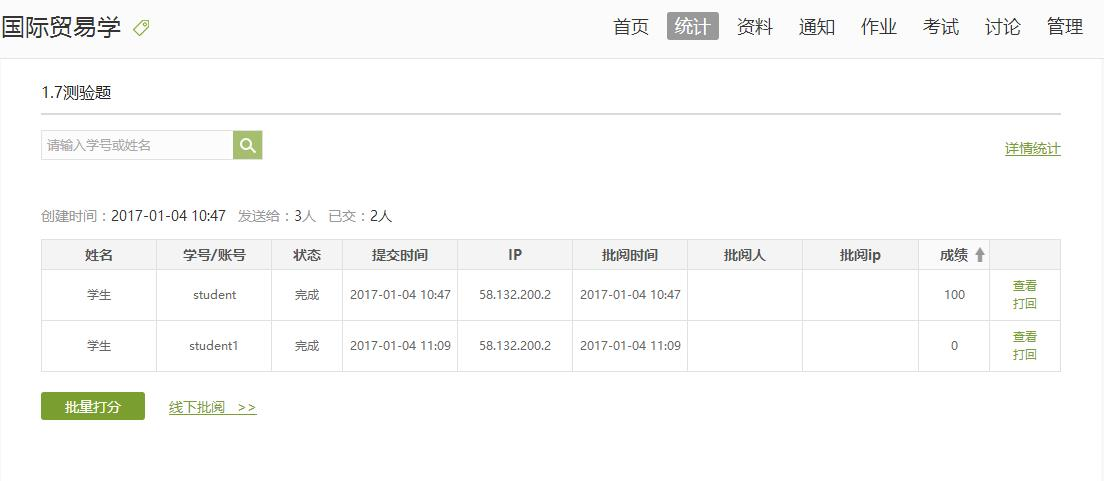 国际贸易学 首页 统计 资料 通知 作业 考试 讨论 管理
1.7测验题
请输入学号或姓名
详情统计
创建时间：2017-01-04 10:47 发送给：3人 已交：2人
姓名 学号/账号 状态 提交时间 IP 批阅时间 批阅人 批阅ip 成绩
学生 student 完成 2017-01-04 10:47 58.132.200.2 2017-01-04 10:47 100 查看
打回
学生 student1 完成 2017-01-04 11:09 58.132.200.2 2017-01-04 11:09 0 查看
打回
批量打分 线下批阅 >>